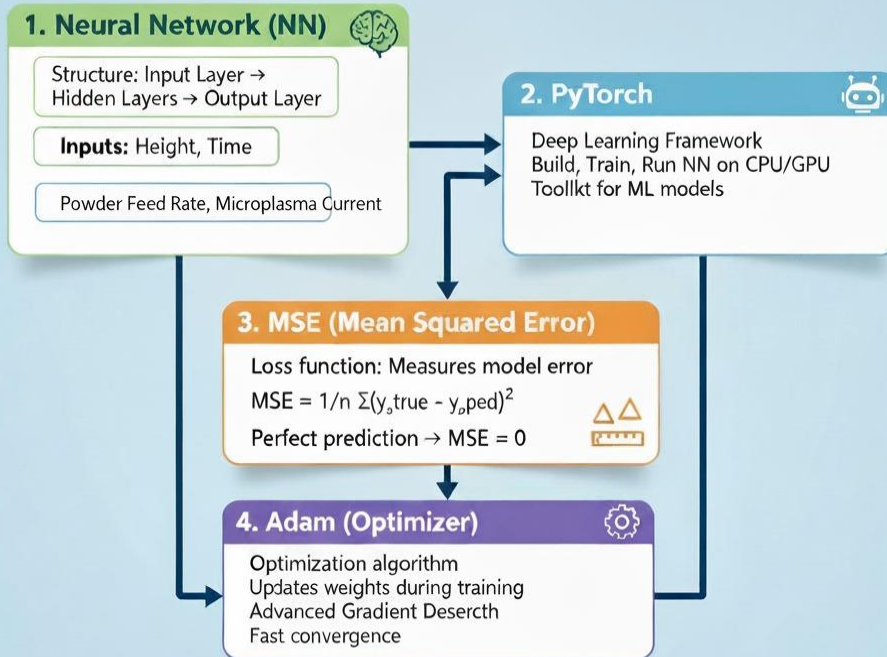 1. Neural Network (NN)
Structure: Input Layer →
Hidden Layers → Output Layer
Inputs: Height, Time
Powder Feed Rate, Microplasma Current
2. PyTorch
Deep Learning Framework
Build, Train, Run NN on CPU/GPU
Toollkt for ML models
3. MSE (Mean Squared Error)
Loss function: Measures model error
MSE = 1/n Σ(y,true - y,ped)²
Perfect prediction → MSE = 0
4. Adam (Optimizer)
Optimization algorithm
Updates weights during training
Advanced Gradient Desercth
Fast convergence